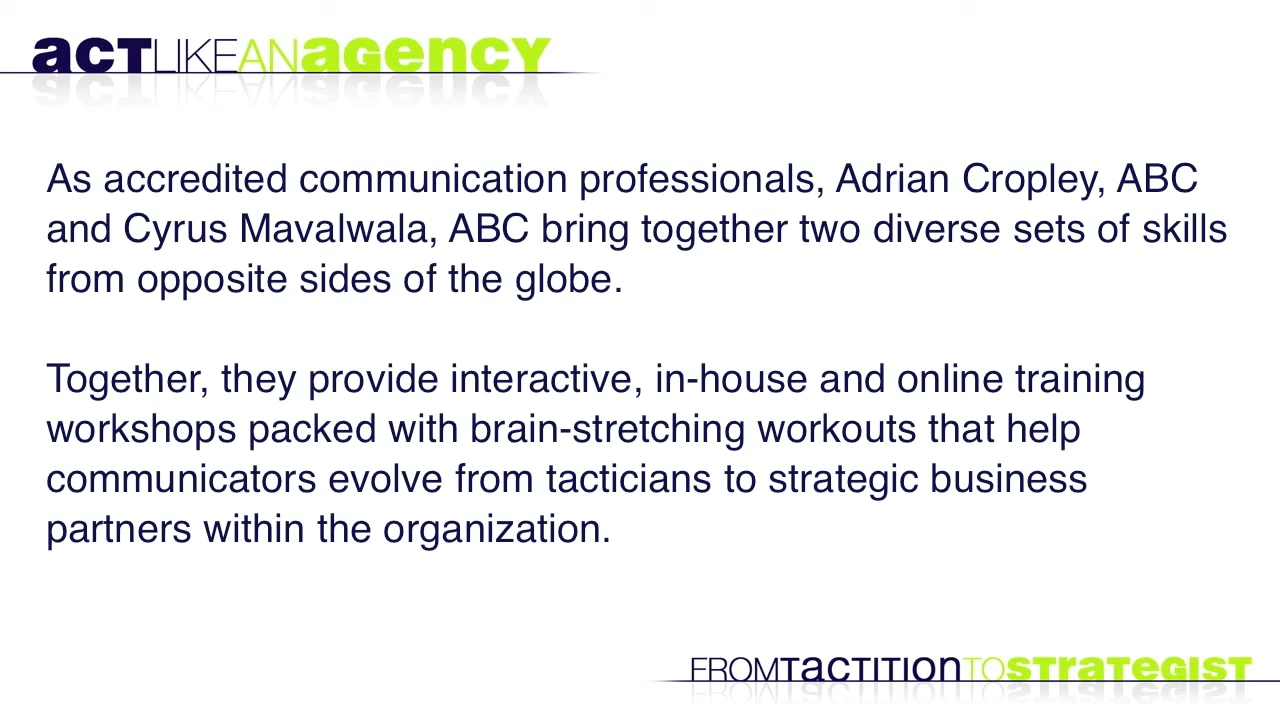 acTLIKEANaGencY
As accredited communication professionals, Adrian Cropley, ABC
and Cyrus Mavalwala, ABC bring together two diverse sets of skills
from opposite sides of the globe.
Together, they provide interactive, in-house and online training
workshops packed with brain-stretching workouts that help
communicators evolve from tacticians to strategic business
partners within the organization.
FROMTacTITIonTOSTraTeGIST